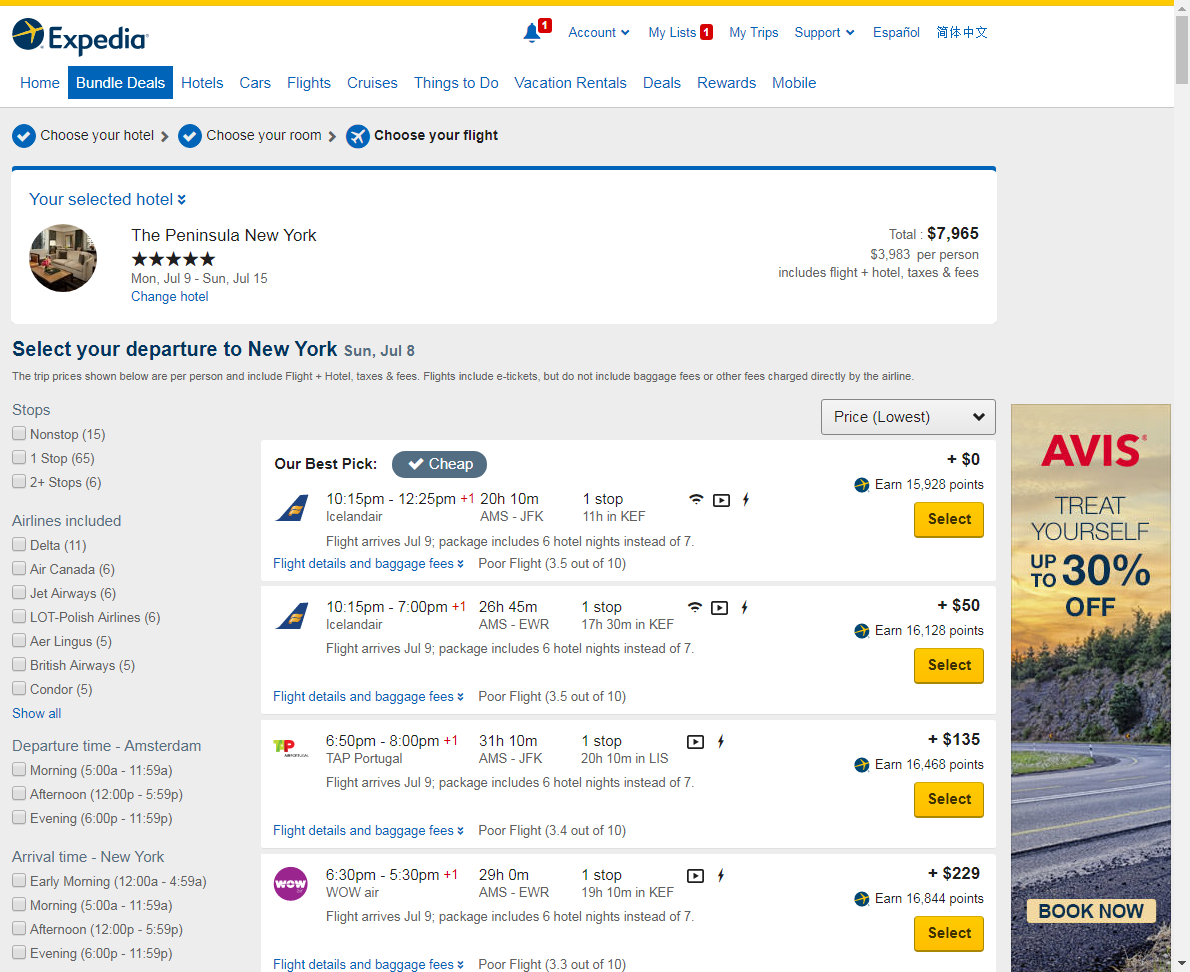 Expedia
1
Account
My Lists 1
My Trips
Support
Español
简体中文
Home
Bundle Deals
Hotels
Cars
Flights
Cruises
Things to Do
Vacation Rentals
Deals
Rewards
Mobile
Choose your hotel
Choose your room
Choose your flight
Your selected hotel
The Peninsula New York
Mon, Jul 9 - Sun, Jul 15
Change hotel
Total : $7,965
$3,983 per person
includes flight + hotel, taxes & fees
Select your departure to New York Sun, Jul 8
The trip prices shown below are per person and include Flight + Hotel, taxes & fees. Flights include e-tickets, but do not include baggage fees or other fees charged directly by the airline.
Stops
Nonstop (15)
1 Stop (65)
2+ Stops (6)
Airlines included
Delta (11)
Air Canada (6)
Jet Airways (6)
LOT-Polish Airlines (6)
Aer Lingus (5)
British Airways (5)
Condor (5)
Show all
Departure time - Amsterdam
Morning (5:00a - 11:59a)
Afternoon (12:00p - 5:59p)
Evening (6:00p - 11:59p)
Arrival time - New York
Early Morning (12:00a - 4:59a)
Morning (5:00a - 11:59a)
Afternoon (12:00p - 5:59p)
Evening (6:00p - 11:59p)
Price (Lowest)
Our Best Pick: Cheap
10:15pm - 12:25pm +1 20h 10m 1 stop
Icelandair AMS - JFK 11h in KEF
Flight arrives Jul 9; package includes 6 hotel nights instead of 7.
Flight details and baggage fees Poor Flight (3.5 out of 10)
+ $0
Earn 15,928 points
Select
10:15pm - 7:00pm +1 26h 45m 1 stop
Icelandair AMS - EWR 17h 30m in KEF
Flight arrives Jul 9; package includes 6 hotel nights instead of 7.
Flight details and baggage fees Poor Flight (3.5 out of 10)
+ $50
Earn 16,128 points
Select
TAP
6:50pm - 8:00pm +1 31h 10m 1 stop
TAP Portugal AMS - JFK 20h 10m in LIS
Flight arrives Jul 9; package includes 6 hotel nights instead of 7.
Flight details and baggage fees Poor Flight (3.4 out of 10)
+ $135
Earn 16,468 points
Select
WOW
6:30pm - 5:30pm +1 29h 0m 1 stop
WOW air AMS - EWR 19h 10m in KEF
Flight arrives Jul 9; package includes 6 hotel nights instead of 7.
Flight details and baggage fees Poor Flight (3.3 out of 10)
+ $229
Earn 16,844 points
Select
AVIS
TREAT
YOURSELF
UP TO 30%
OFF
BOOK NOW